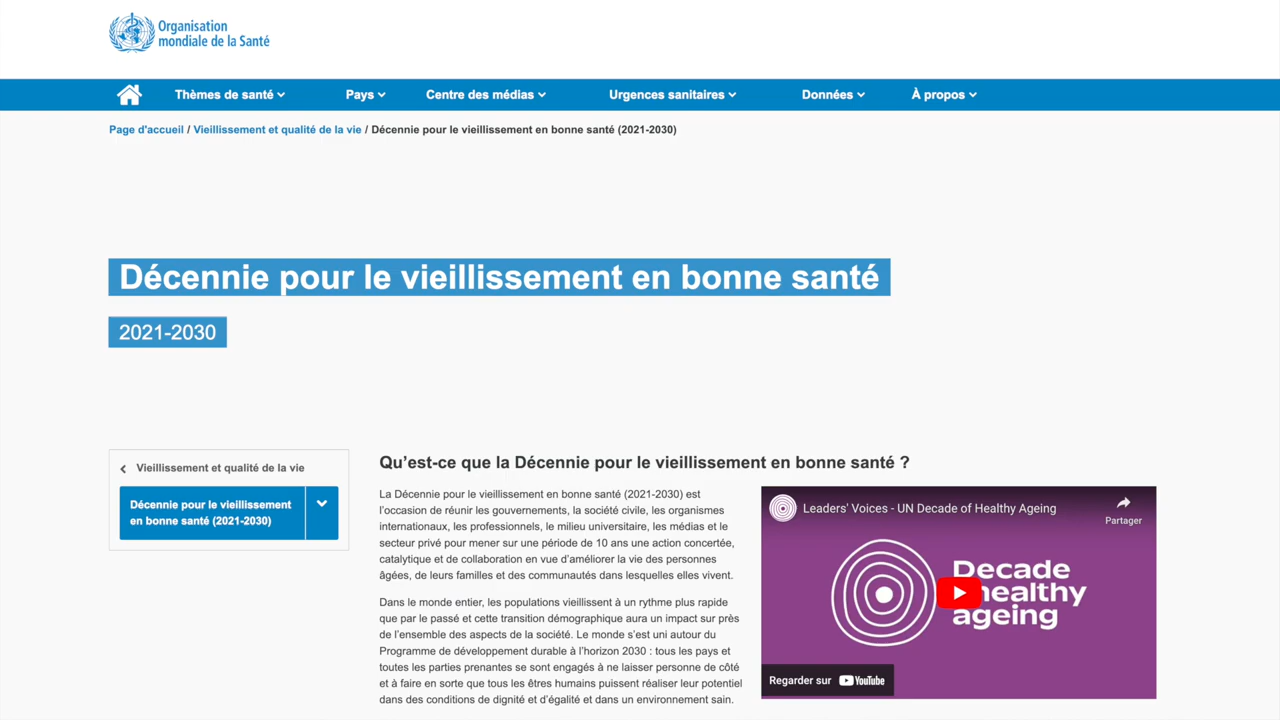 Organisation
mondiale de la Santé
Thèmes de santé Pays Centre des médias Urgences sanitaires Données À propos
Page d'accueil / Vieillissement et qualité de la vie / Décennie pour le vieillissement en bonne santé (2021-2030)
Décennie pour le vieillissement en bonne santé
2021-2030
Vieillissement et qualité de la vie
Décennie pour le vieillissement
en bonne santé (2021-2030)
Qu’est-ce que la Décennie pour le vieillissement en bonne santé ?
La Décennie pour le vieillissement en bonne santé (2021-2030) est
l’occasion de réunir les gouvernements, la société civile, les organismes
internationaux, les professionnels, le milieu universitaire, les médias et le
secteur privé pour mener sur une période de 10 ans une action concertée,
catalytique et de collaboration en vue d’améliorer la vie des personnes
âgées, de leurs familles et des communautés dans lesquelles elles vivent.
Dans le monde entier, les populations vieillissent à un rythme plus rapide
que par le passé et cette transition démographique aura un impact sur près
de l’ensemble des aspects de la société. Le monde s’est uni autour du
Programme de développement durable à l’horizon 2030 : tous les pays et
toutes les parties prenantes se sont engagés à ne laisser personne de côté
et à faire en sorte que tous les êtres humains puissent réaliser leur potentiel
dans des conditions de dignité et d’égalité et dans un environnement sain.
Leaders' Voices - UN Decade of Healthy Ageing
Partager
Decade
healthy
ageing
Regarder sur YouTube